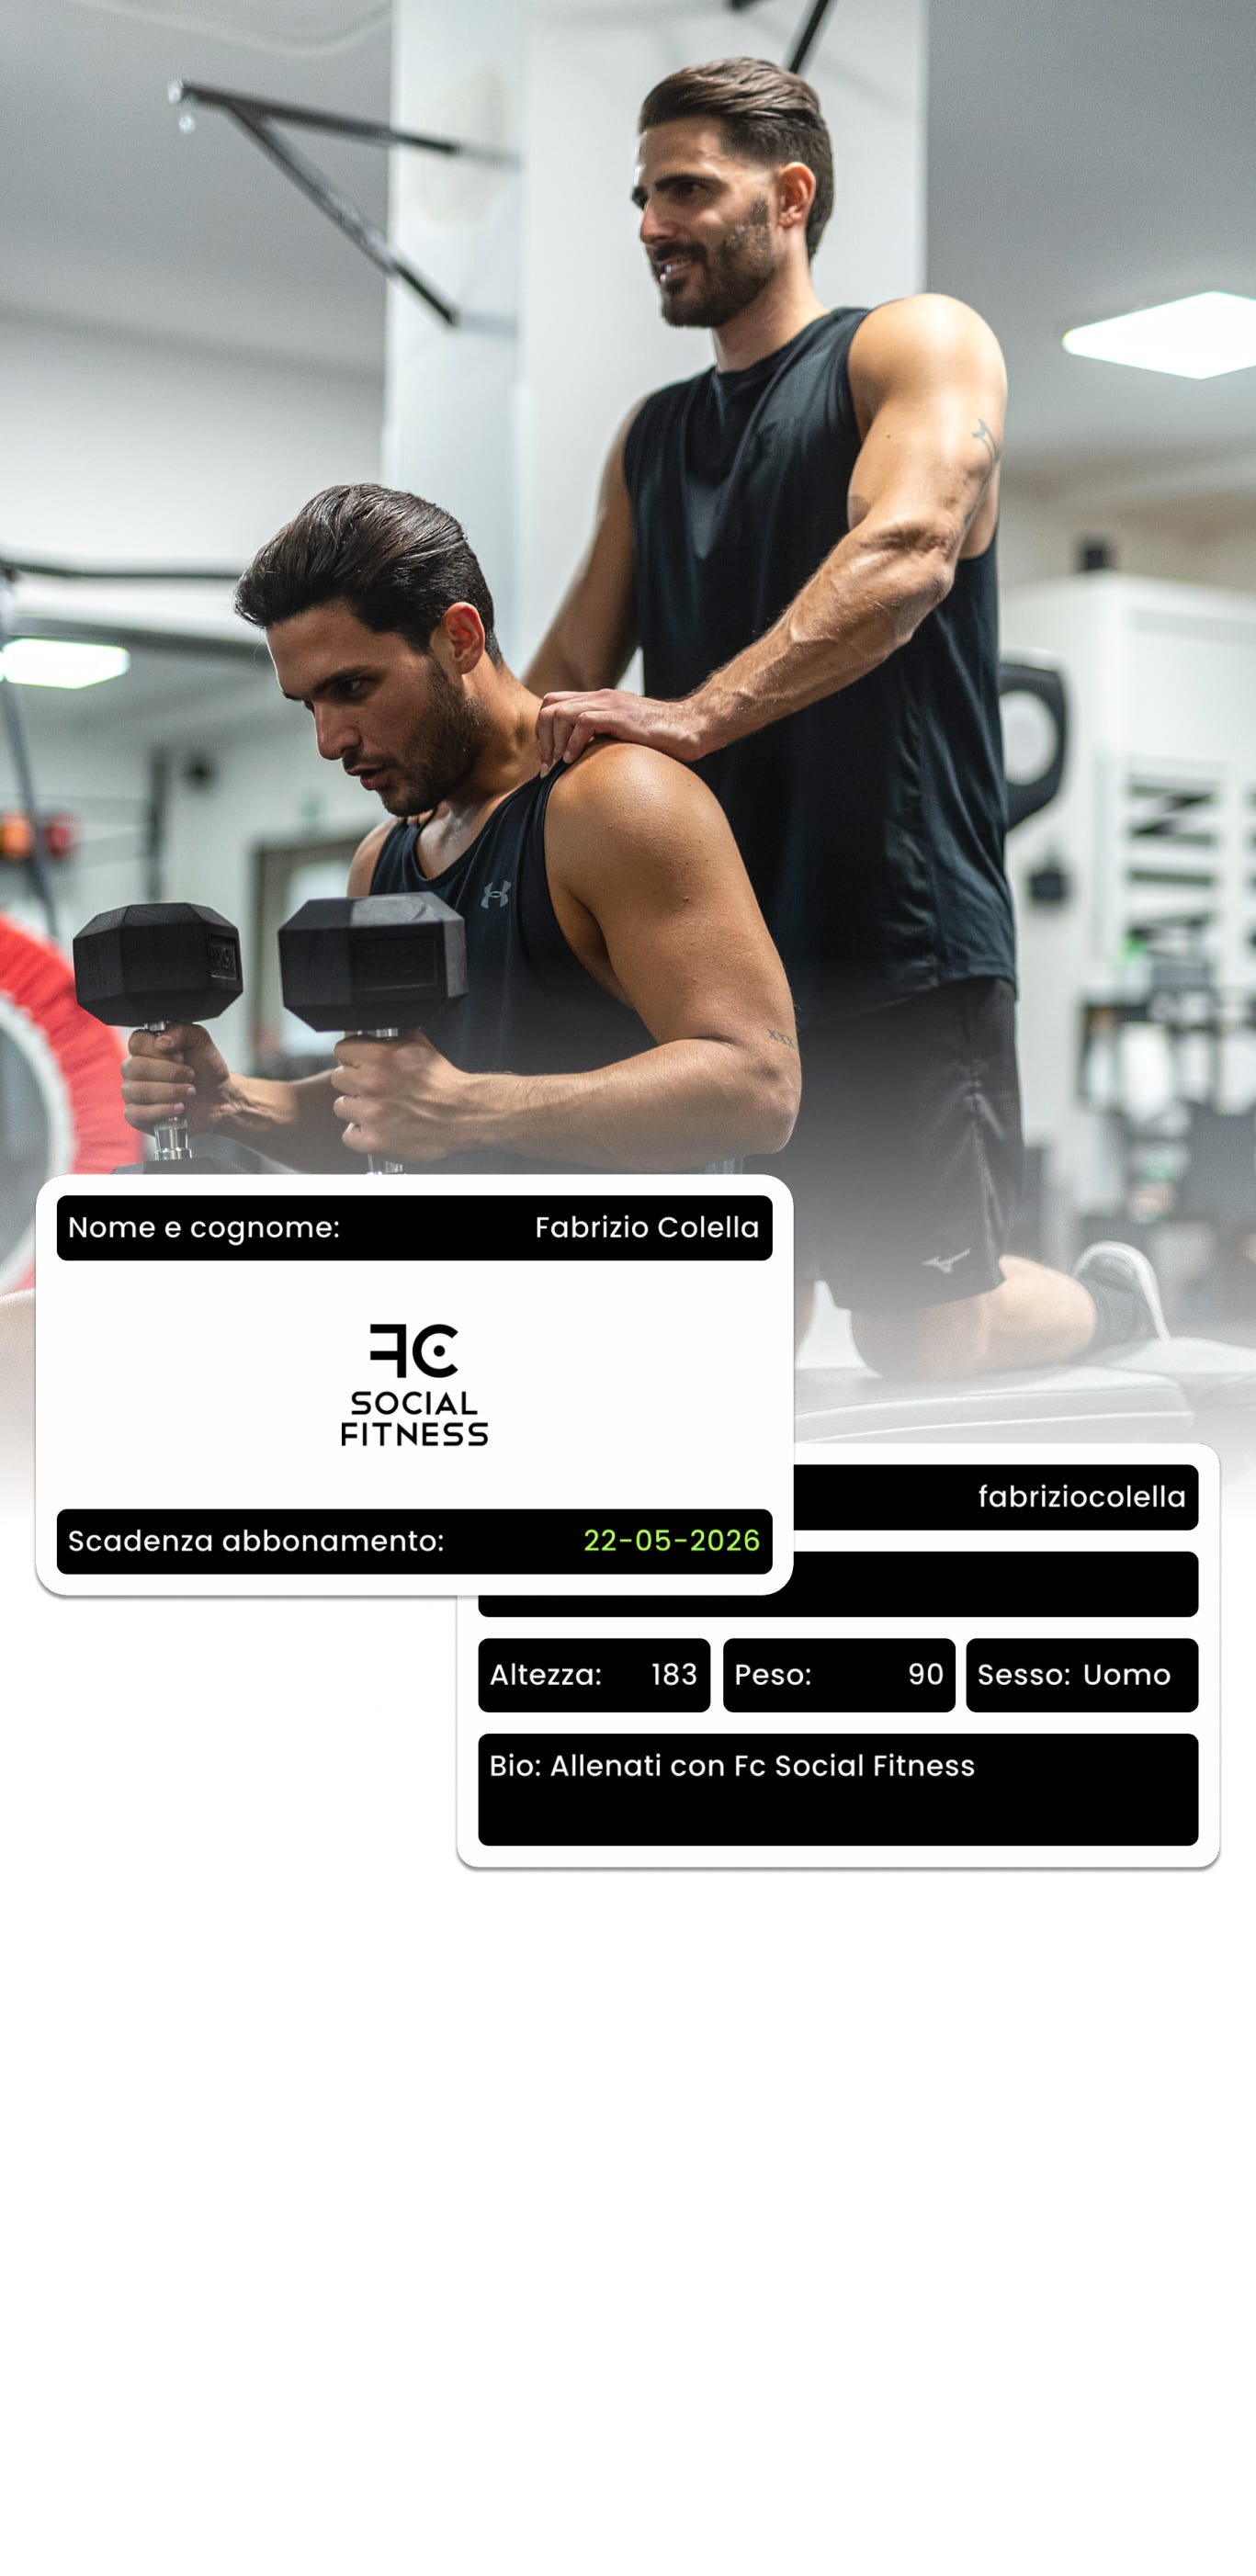 Nome e cognome: Fabrizio Colella
FC
SOCIAL
FITNESS
Scadenza abbonamento: 22-05-2026
fabriziocolella
Altezza: 183 Peso: 90 Sesso: Uomo
Bio: Allenati con Fc Social Fitness